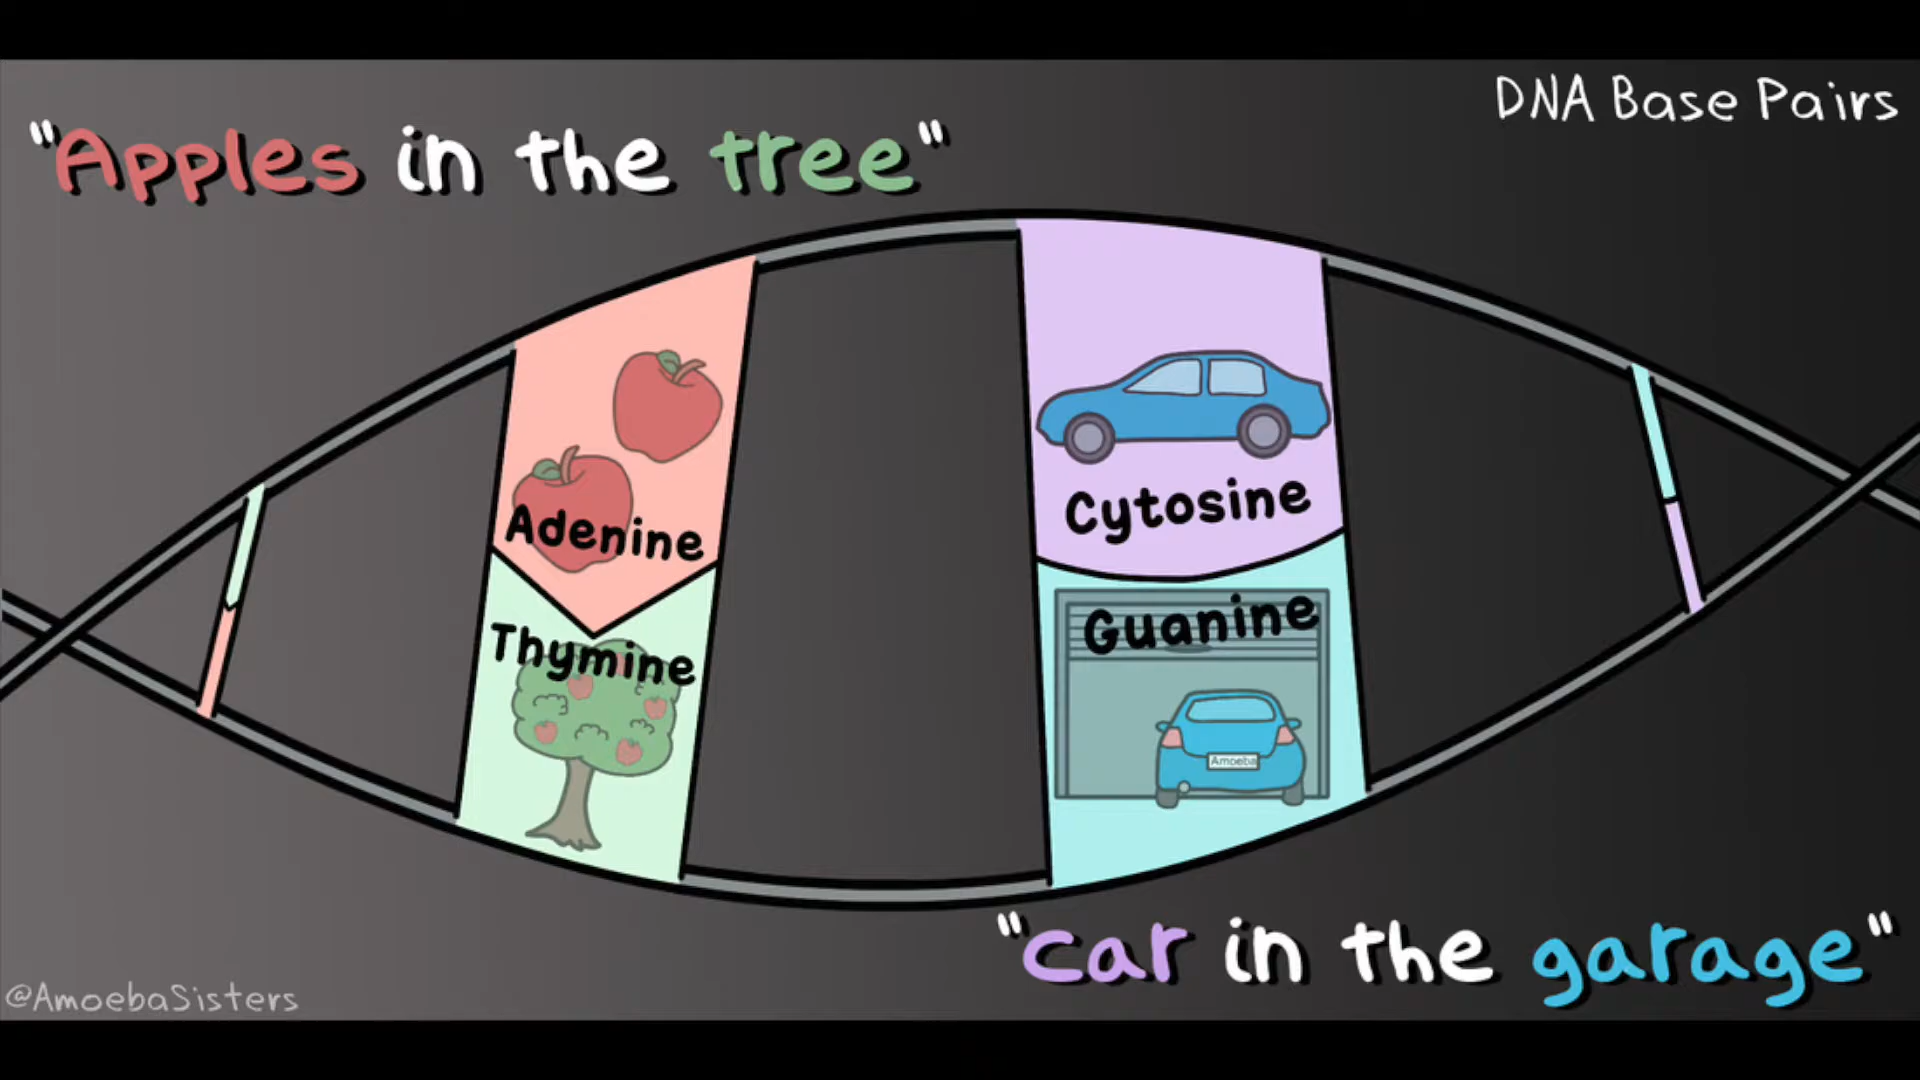 DNA Base Pairs
"Apples in the tree"
Adenine
Thymine
Cytosine
Guanine
Amoeba
"car in the garage"
@AmoebaSisters